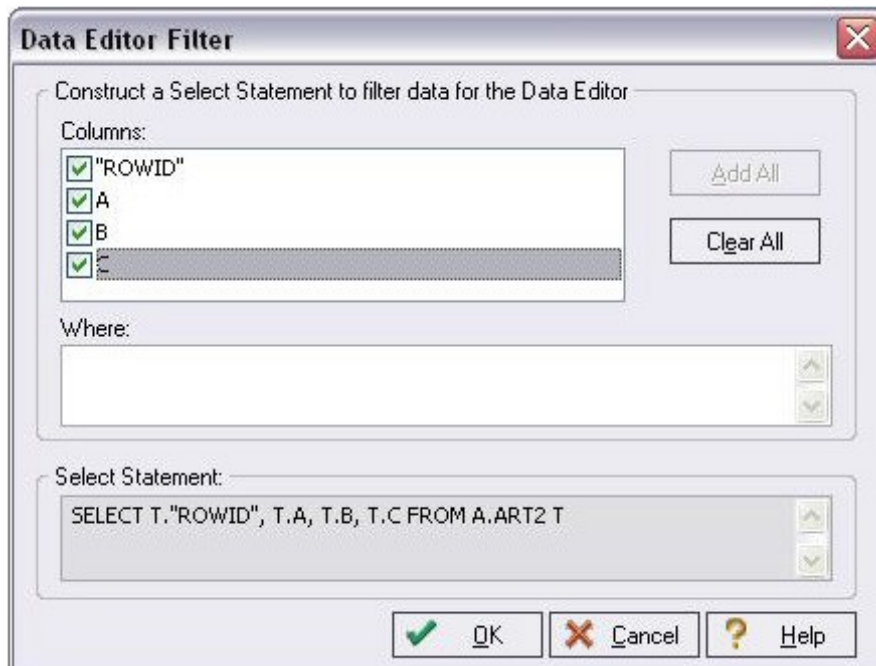 Data Editor Filter
Construct a Select Statement to filter data for the Data Editor
Columns:
"ROWID"
A
B
C
Add All
Clear All
Where:
Select Statement:
SELECT T."ROWID", T.A, T.B, T.C FROM A.ART2 T
OK
Cancel
Help